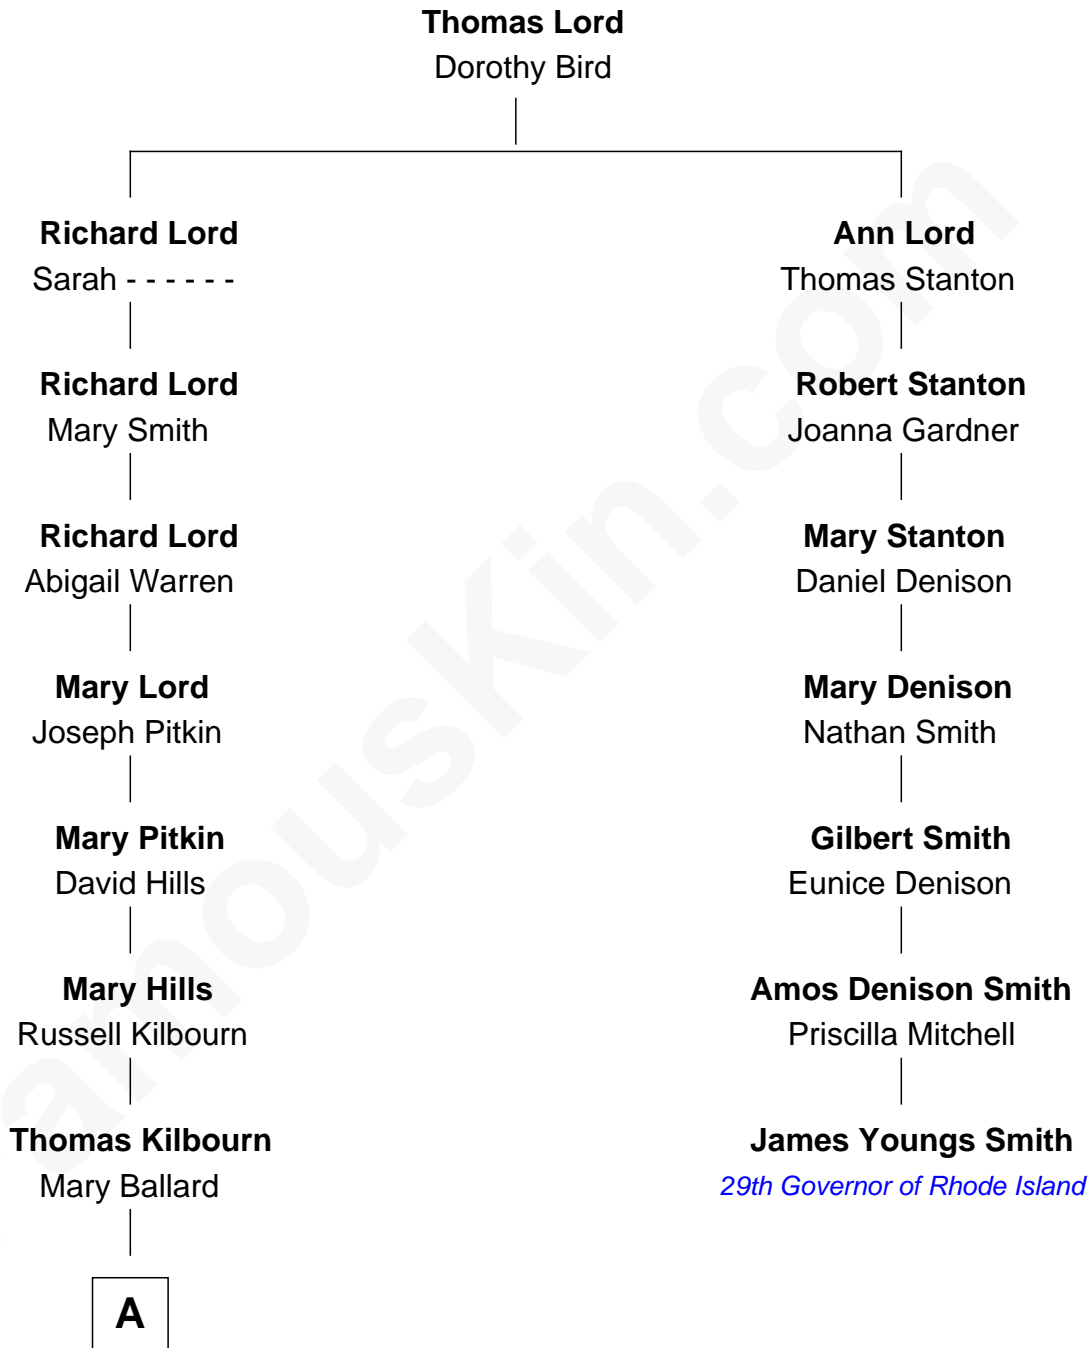 Thomas Lord
Dorothy Bird
Richard Lord
Sarah - - - - - -
Ann Lord
Thomas Stanton
Richard Lord
Mary Smith
Robert Stanton
Joanna Gardner
Richard Lord
Abigail Warren
Mary Stanton
Daniel Denison
Mary Lord
Joseph Pitkin
Mary Denison
Nathan Smith
Mary Pitkin
David Hills
Gilbert Smith
Eunice Denison
Mary Hills
Russell Kilbourn
Amos Denison Smith
Priscilla Mitchell
Thomas Kilbourn
Mary Ballard
James Youngs Smith
29th Governor of Rhode Island
A
amouskin.com